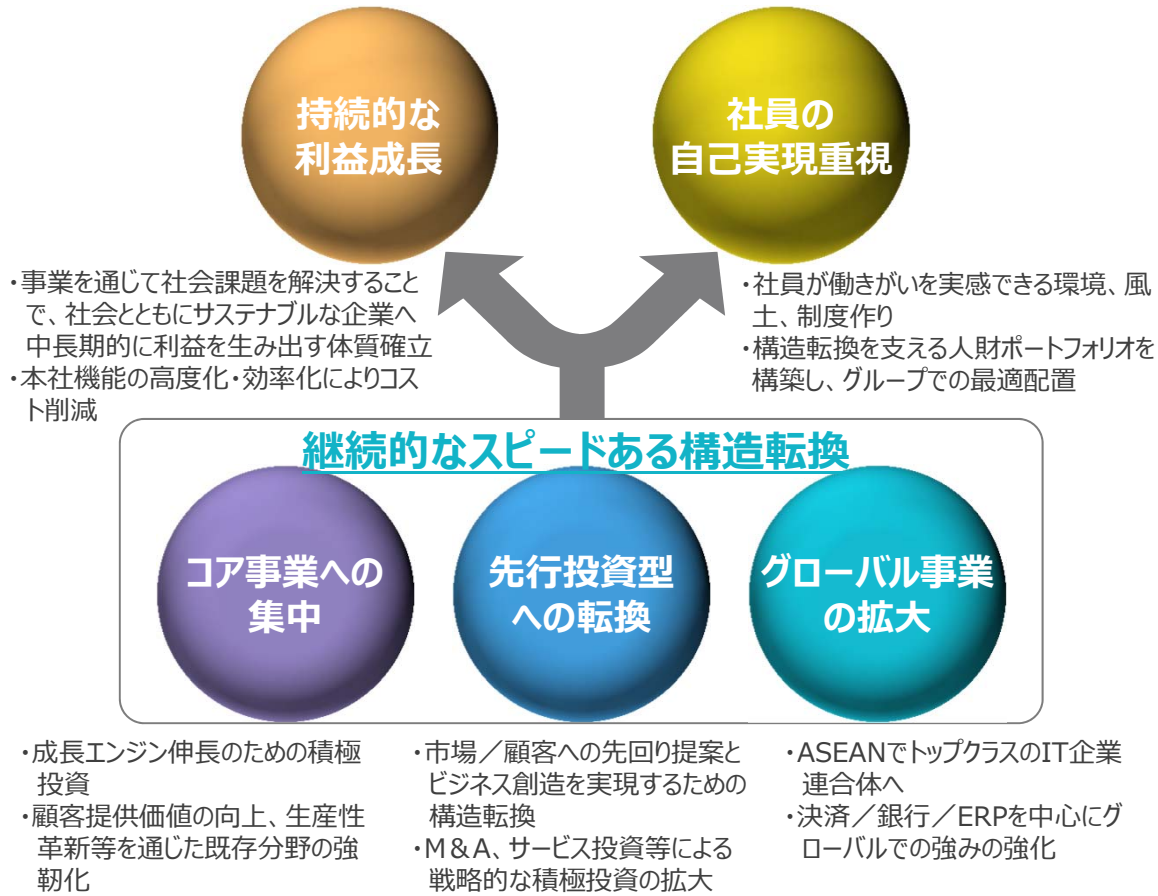 持続的な
利益成長
社員の
自己実現重視
・事業を通じて社会課題を解決すること
で、社会とともにサステナブルな企業へ
中長期的に利益を生み出す体質確立
・本社機能の高度化・効率化によりコス
ト削減
・社員が働きがいを実感できる環境、風
土、制度作り
・構造転換を支える人財ポートフォリオを
構築し、グループでの最適配置
継続的なスピードある構造転換
コア事業への
集中
先行投資型
への転換
グローバル事業
の拡大
・成長エンジン伸長のための積極
投資
・顧客提供価値の向上、生産性
革新等を通じた既存分野の強
靭化
・市場／顧客への先回り提案と
ビジネス創造を実現するための
構造転換
・M＆A、サービス投資等による
戦略的な積極投資の拡大
・ASEANでトップクラスのIT企業
連合体へ
・決済／銀行／ERPを中心にグ
ローバルでの強みの強化